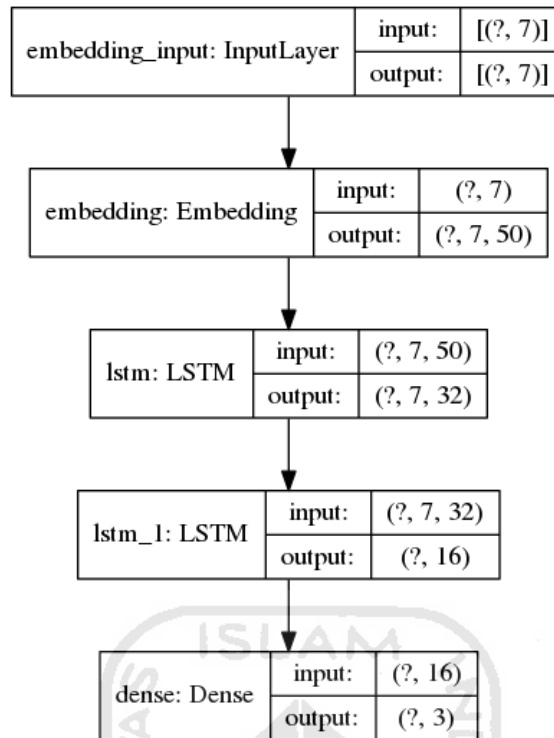 embedding_input: InputLayer
input: [(?, 7)]
output: [(?, 7)]
embedding: Embedding
input: (?, 7)
output: (?, 7, 50)
lstm: LSTM
input: (?, 7, 50)
output: (?, 7, 32)
lstm_1: LSTM
input: (?, 7, 32)
output: (?, 16)
ISLAM
dense: Dense
input: (?, 16)
output: (?, 3)